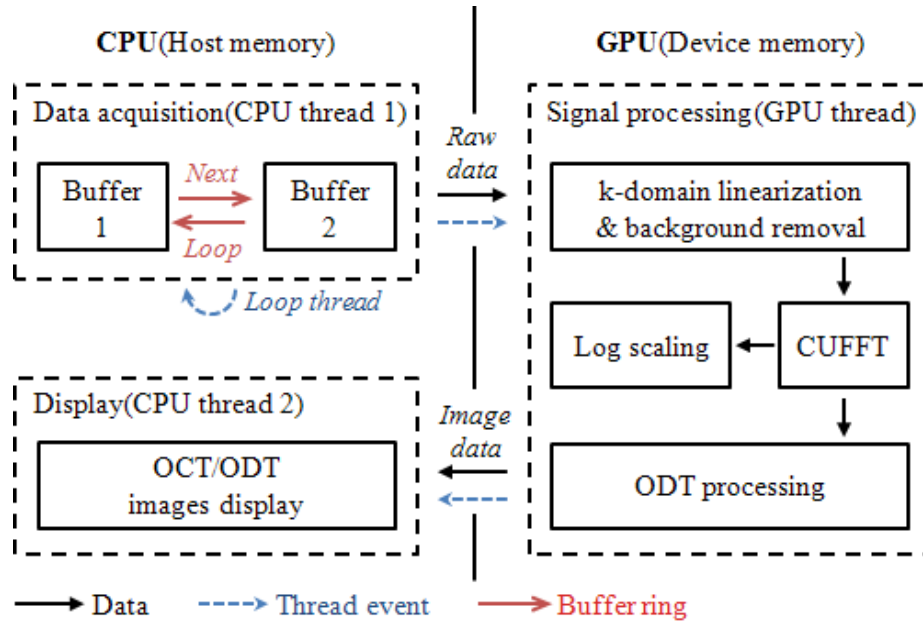 CPU(Host memory)
GPU(Device memory)
Data acquisition(CPU thread 1)
Buffer
1
Next
Loop
Buffer
2
Loop thread
Raw
data
Signal processing(GPU thread)
k-domain linearization
& background removal
Log scaling
CUFFT
ODT processing
Image
data
Display(CPU thread 2)
OCT/ODT
images display
Data
Thread event
Buffer ring